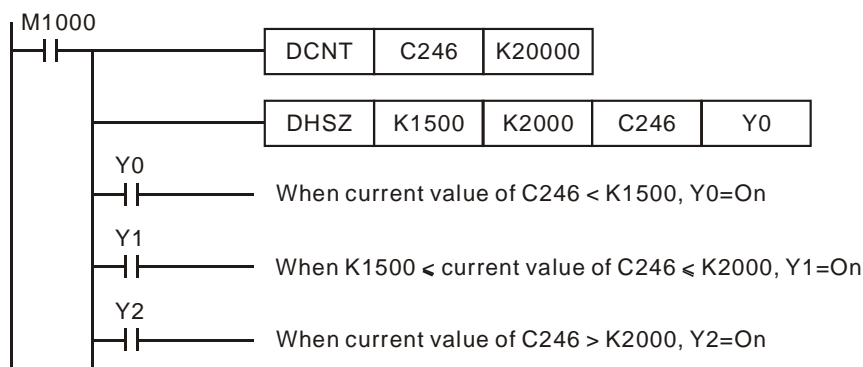 M1000
DCNT C246 K20000
DHSZ K1500 K2000 C246 Y0
Y0
When current value of C246 < K1500, Y0=On
Y1
When K1500 ⩽ current value of C246 ⩽ K2000, Y1=On
Y2
When current value of C246 > K2000, Y2=On